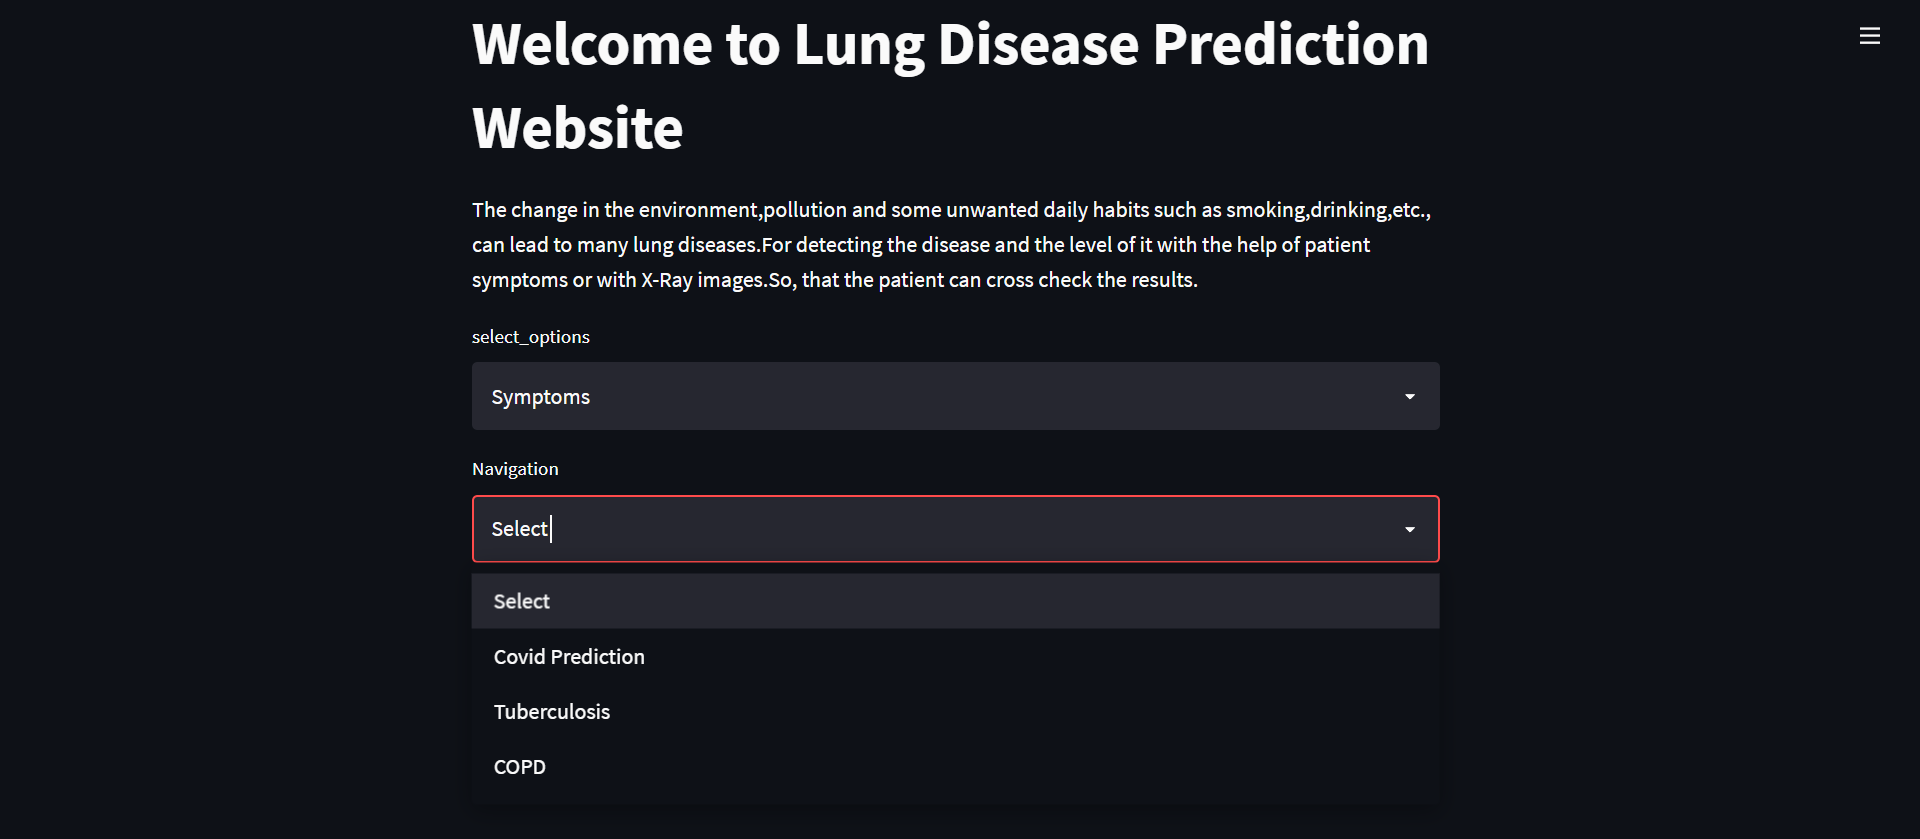 Welcome to Lung Disease Prediction
Website
The change in the environment,pollution and some unwanted daily habits such as smoking,drinking,etc.,
can lead to many lung diseases.For detecting the disease and the level of it with the help of patient
symptoms or with X-Ray images.So, that the patient can cross check the results.
select_options
Symptoms
Navigation
Select
Select
Covid Prediction
Tuberculosis
COPD